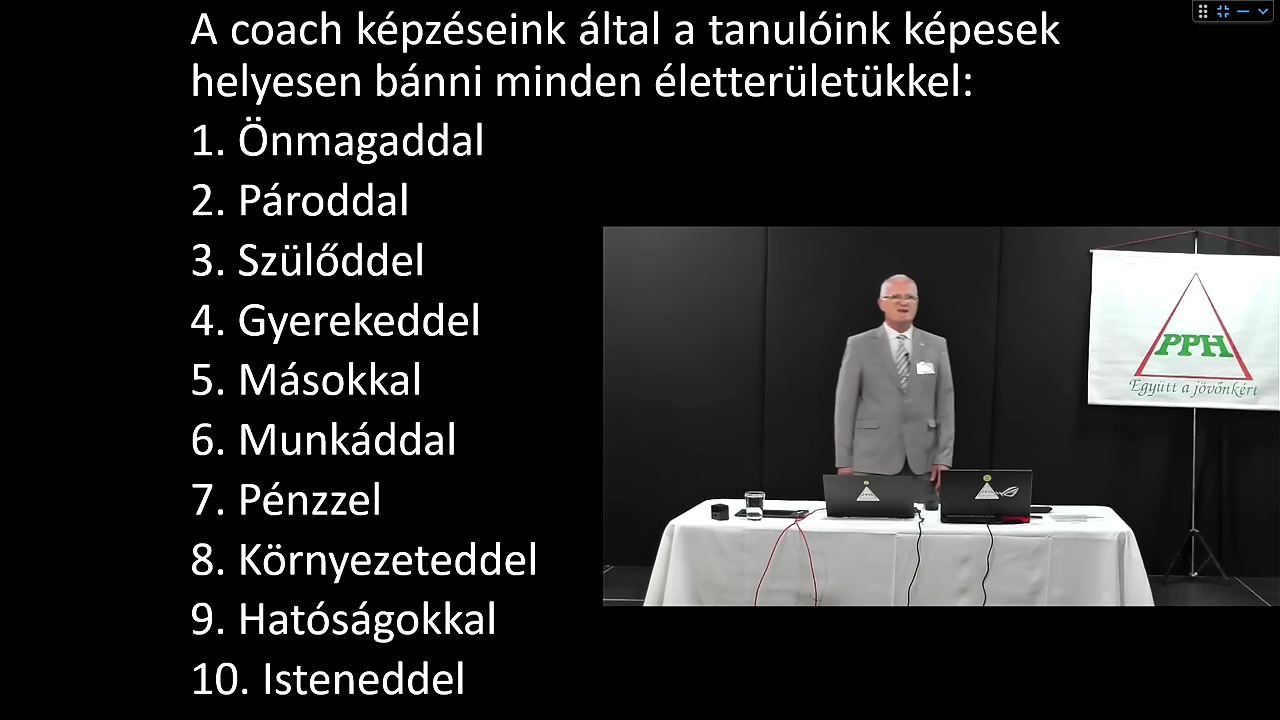 A coach képzéseink által a tanulóink képesek
helyesen bánni minden életterületükkel:
1. Önmagaddal
2. Pároddal
3. Szülőddel
4. Gyerekeddel
5. Másokkal
6. Munkáddal
7. Pénzzel
8. Környezeteddel
9. Hatóságokkal
10. Isteneddel
PPH
Együtt a jövőnkért
PPH